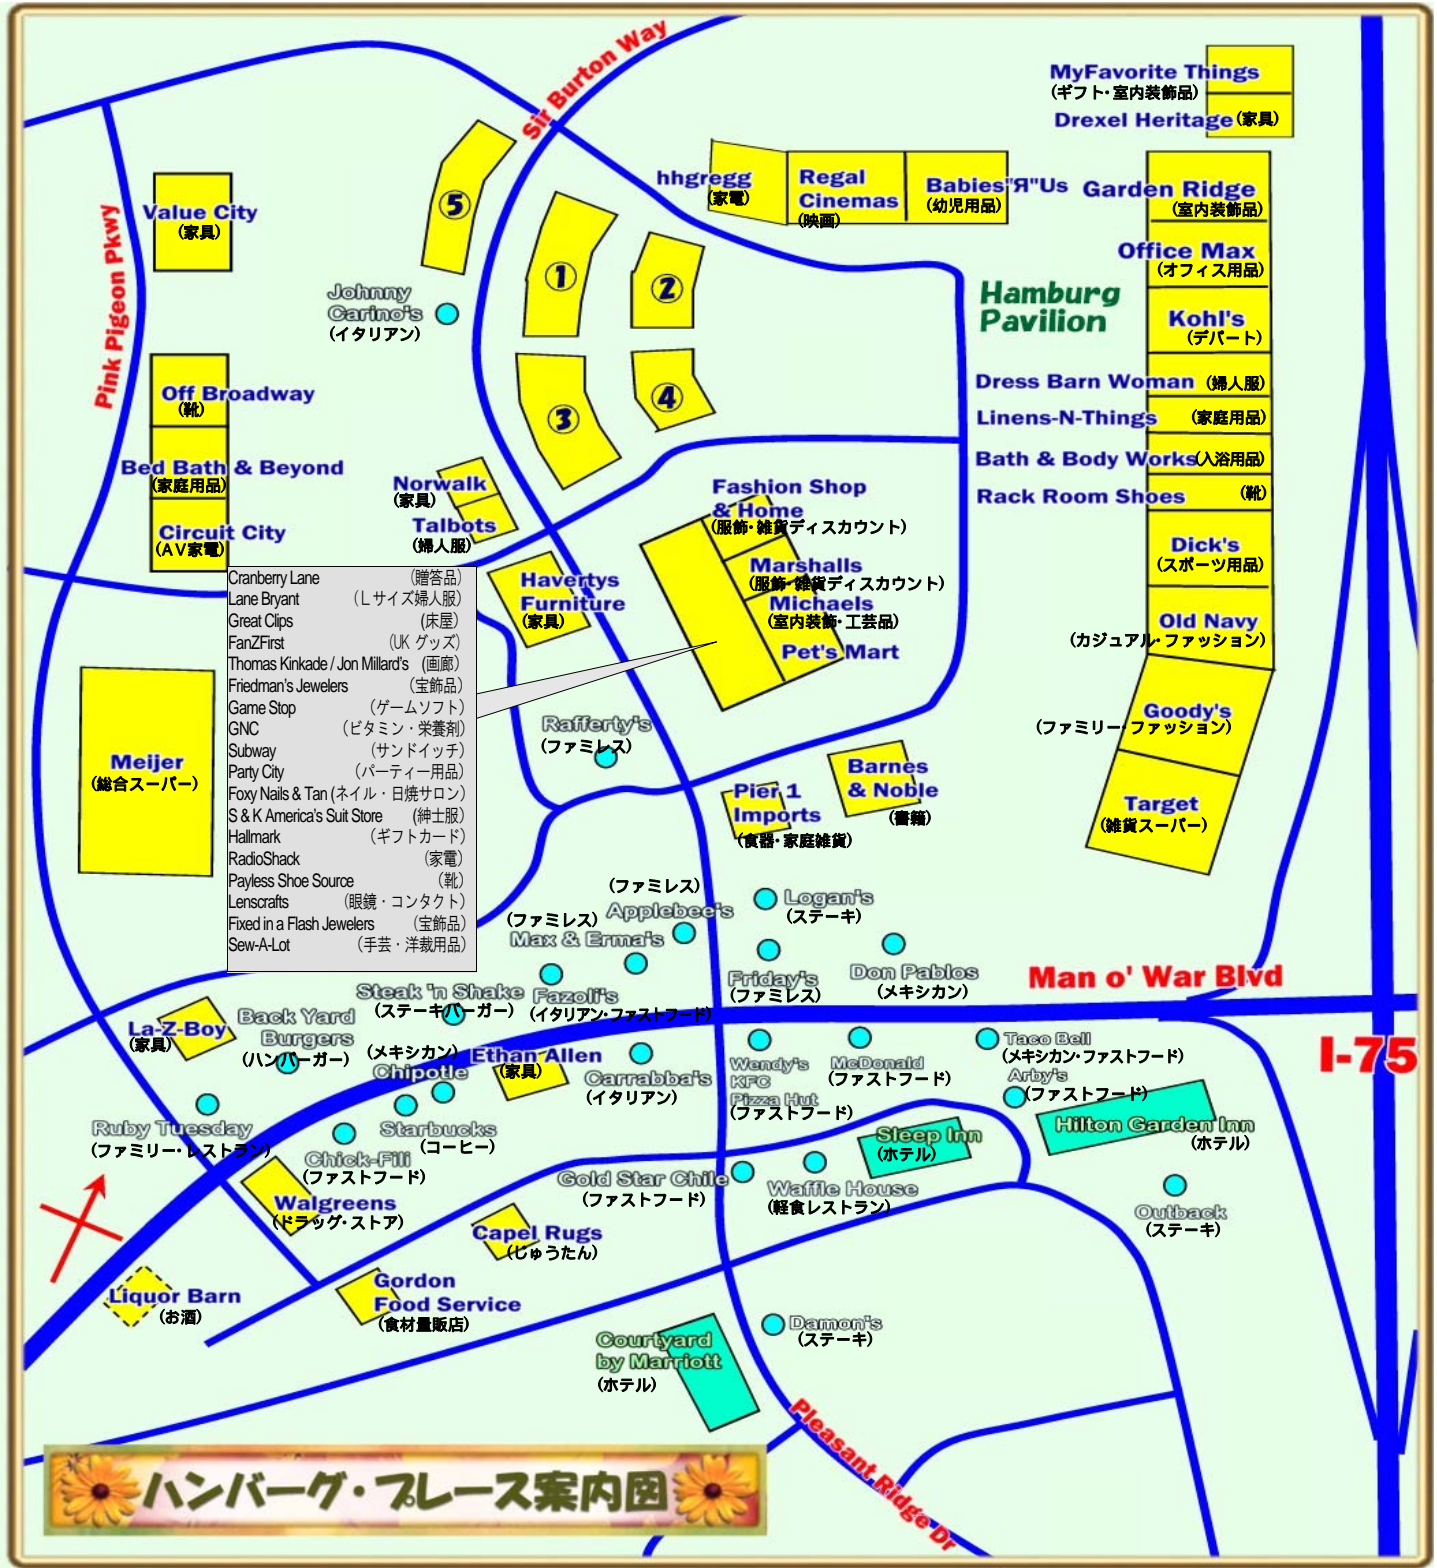 Sir Burton Way
MyFavorite Things
(ギフト・室内装飾品)
Drexel Heritage (家具)
hhgregg
(家電)
Regal
Cinemas
(映画)
Babies"Я"Us
(幼児用品)
Garden Ridge
(室内装飾品)
Value City
(家具)
Pink Pigeon Pkwy
⑤
①
②
③
④
Johnny
Carino's
(イタリアン)
Office Max
(オフィス用品)
Hamburg
Pavilion
Kohl's
(デパート)
Dress Barn Woman (婦人服)
Linens-N-Things (家庭用品)
Bath & Body Works (入浴用品)
Rack Room Shoes (靴)
Off Broadway
(靴)
Bed Bath & Beyond
(家庭用品)
Circuit City
(AV家電)
Norwalk
(家具)
Talbots
(婦人服)
Fashion Shop
& Home
(服飾・雑貨ディスカウント)
Marshalls
(服飾・雑貨ディスカウント)
Michaels
(室内装飾・工芸品)
Pet's Mart
Dick's
(スポーツ用品)
Old Navy
(カジュアル・ファッション)
Goody's
(ファミリー・ファッション)
Target
(雑貨スーパー)
Havertys
Furniture
(家具)
Cranberry Lane (贈答品)
Lane Bryant (Lサイズ婦人服)
Great Clips (床屋)
FanZFirst (UK グッズ)
Thomas Kinkade / Jon Millard's (画廊)
Friedman's Jewelers (宝飾品)
Game Stop (ゲームソフト)
GNC (ビタミン・栄養剤)
Subway (サンドイッチ)
Party City (パーティー用品)
Foxy Nails & Tan (ネイル・日焼サロン)
S & K America's Suit Store (紳士服)
Hallmark (ギフトカード)
RadioShack (家電)
Payless Shoe Source (靴)
Lenscrafts (眼鏡・コンタクト)
Fixed in a Flash Jewelers (宝飾品)
Sew-A-Lot (手芸・洋裁用品)
Meijer
(総合スーパー)
Rafferty's
(ファミレス)
Pier 1
Imports
(食器・家庭雑貨)
Barnes
& Noble
(書籍)
(ファミレス)
Applebee's
(ファミレス)
Max & Erma's
Logan's
(ステーキ)
Friday's
(ファミレス)
Don Pablos
(メキシカン)
Man o' War Blvd
I-75
Steak 'n Shake
(ステーキバーガー)
Fazoli's
(イタリアン・ファストフード)
La-Z-Boy
(家具)
Back Yard
Burgers
(ハンバーガー)
(メキシカン)
Chipotle
Ethan Allen
(家具)
Carrabba's
(イタリアン)
Wendy's
KFC
Pizza Hut
(ファストフード)
McDonald
(ファストフード)
Taco Bell
(メキシカン・ファストフード)
Arby's
(ファストフード)
Hilton Garden Inn
(ホテル)
Sleep Inn
(ホテル)
Ruby Tuesday
(ファミリー・レストラン)
Starbucks
(コーヒー)
Chick-Fili
(ファストフード)
Walgreens
(ドラッグ・ストア)
Gold Star Chile
(ファストフード)
Waffle House
(軽食レストラン)
Outback
(ステーキ)
Capel Rugs
(じゅうたん)
Gordon
Food Service
(食材量販店)
Liquor Barn
(お酒)
Courtyard
by Marriott
(ホテル)
Damon's
(ステーキ)
Pleasant Ridge Dr
ハンバーグ・プレース案内図